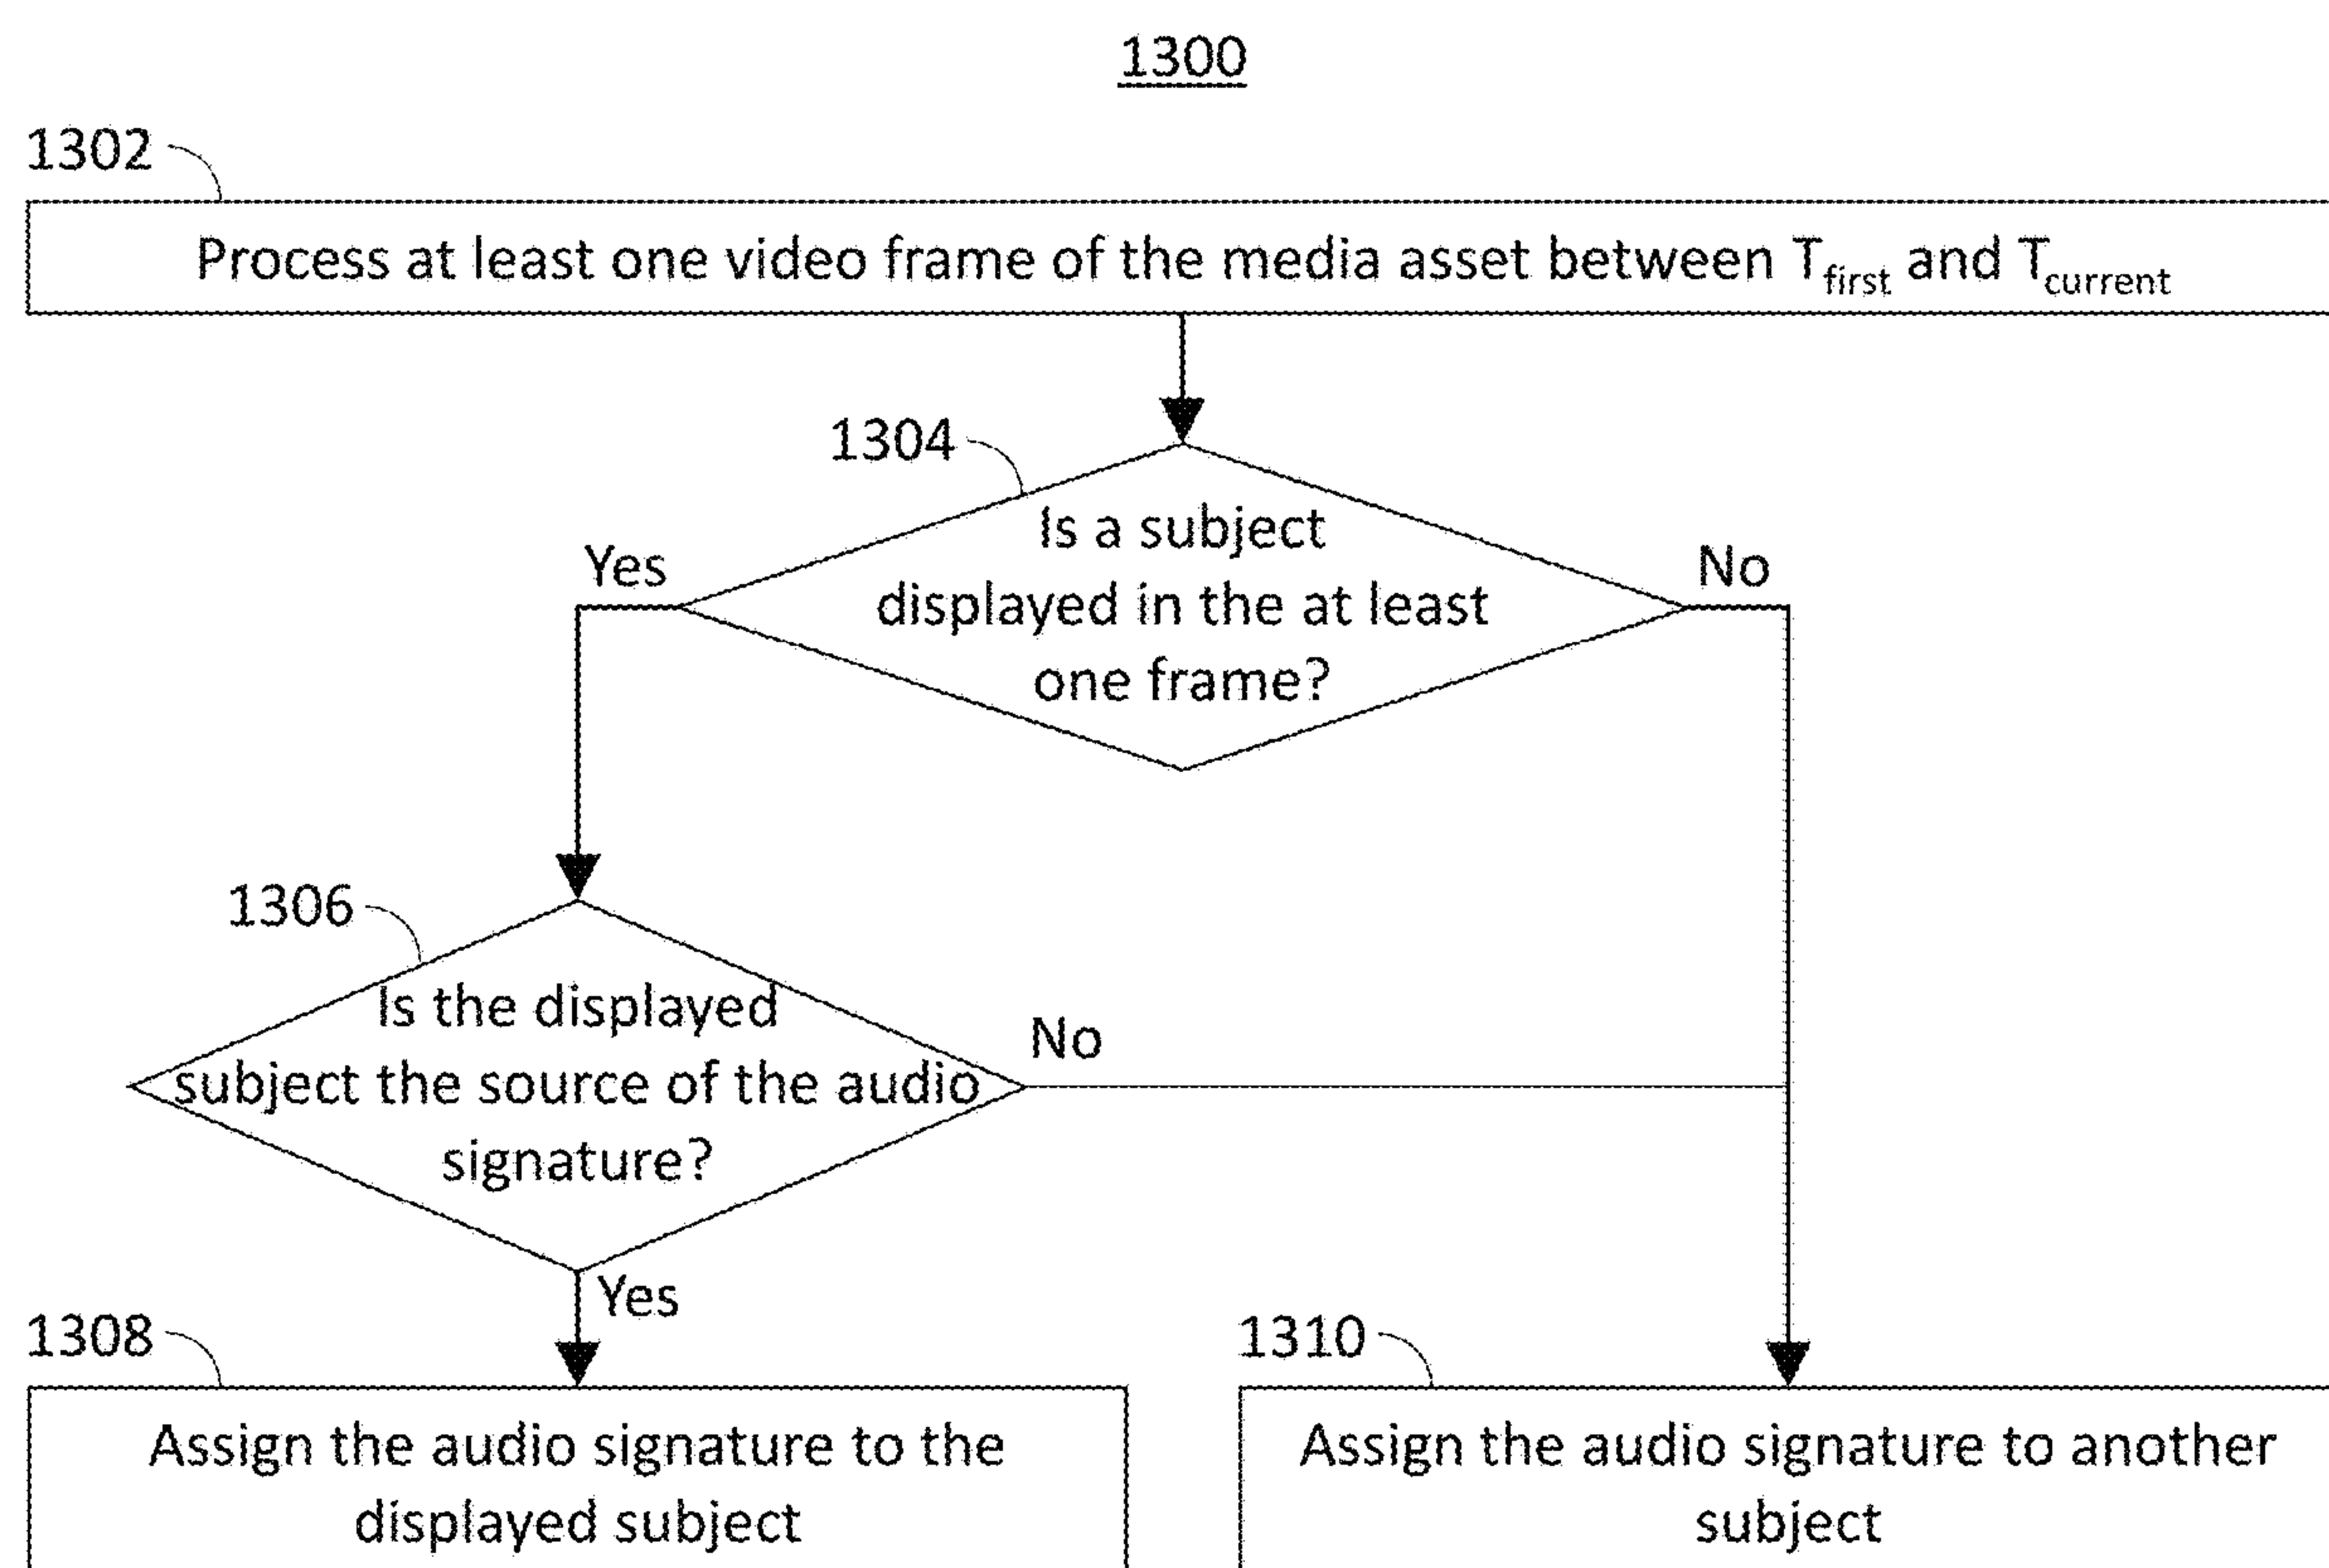 1300
1302
Process at least one video frame of the media asset between T_first and T_current
1304
Is a subject
displayed in the at least
one frame?
Yes
No
1306
Is the displayed
subject the source of the audio
signature?
No
Yes
1308
Assign the audio signature to the
displayed subject
1310
Assign the audio signature to another
subject